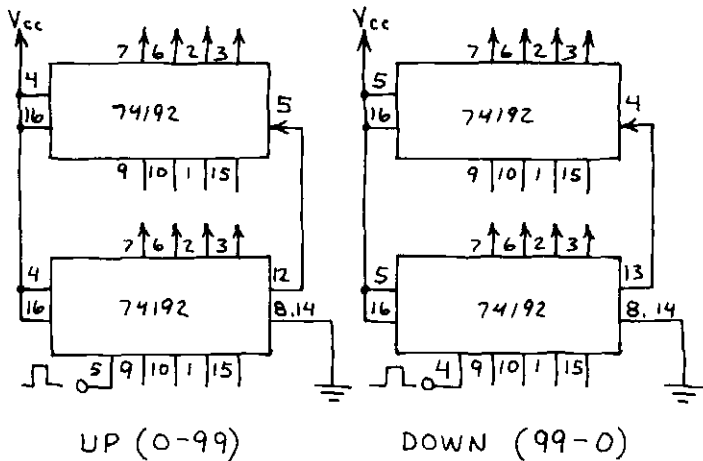 Vcc Vcc
7 6 2 3 7 6 2 3
4 5 5 4
16 74192 16 74192
9 10 1 15 9 10 1 15
7 6 2 3 7 6 2 3
4 12 5 13
16 74192 8,14 16 74192 8,14
5 9 10 1 15 4 9 10 1 15
UP (0-99) DOWN (99-0)